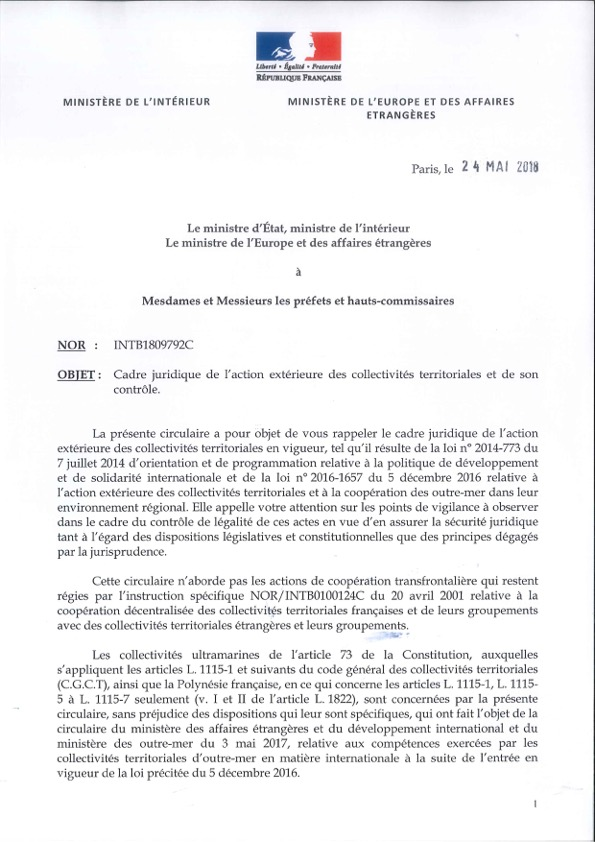 Liberté • Égalité • Fraternité
RÉPUBLIQUE FRANÇAISE
MINISTÈRE DE L'INTÉRIEUR
MINISTÈRE DE L'EUROPE ET DES AFFAIRES
ETRANGÈRES
Paris, le 24 MAI 2018
Le ministre d'État, ministre de l'intérieur
Le ministre de l'Europe et des affaires étrangères
à
Mesdames et Messieurs les préfets et hauts-commissaires
NOR : INTB1809792C
OBJET : Cadre juridique de l'action extérieure des collectivités territoriales et de son
contrôle.
La présente circulaire a pour objet de vous rappeler le cadre juridique de l'action
extérieure des collectivités territoriales en vigueur, tel qu'il résulte de la loi n° 2014-773 du
7 juillet 2014 d'orientation et de programmation relative à la politique de développement
et de solidarité internationale et de la loi n° 2016-1657 du 5 décembre 2016 relative à
l'action extérieure des collectivités territoriales et à la coopération des outre-mer dans leur
environnement régional. Elle appelle votre attention sur les points de vigilance à observer
dans le cadre du contrôle de légalité de ces actes en vue d'en assurer la sécurité juridique
tant à l'égard des dispositions législatives et constitutionnelles que des principes dégagés
par la jurisprudence.
Cette circulaire n'aborde pas les actions de coopération transfrontalière qui restent
régies par l'instruction spécifique NOR/INTB0100124C du 20 avril 2001 relative à la
coopération décentralisée des collectivités territoriales françaises et de leurs groupements
avec des collectivités territoriales étrangères et leurs groupements.
Les collectivités ultramarines de l'article 73 de la Constitution, auxquelles
s'appliquent les articles L. 1115-1 et suivants du code général des collectivités territoriales
(C.G.C.T), ainsi que la Polynésie française, en ce qui concerne les articles L. 1115-1, L. 1115-
5 à L. 1115-7 seulement (v. I et II de l'article L. 1822), sont concernées par la présente
circulaire, sans préjudice des dispositions qui leur sont spécifiques, qui ont fait l'objet de la
circulaire du ministère des affaires étrangères et du développement international et du
ministère des outre-mer du 3 mai 2017, relative aux compétences exercées par les
collectivités territoriales d'outre-mer en matière internationale à la suite de l'entrée en
vigueur de la loi précitée du 5 décembre 2016.
1